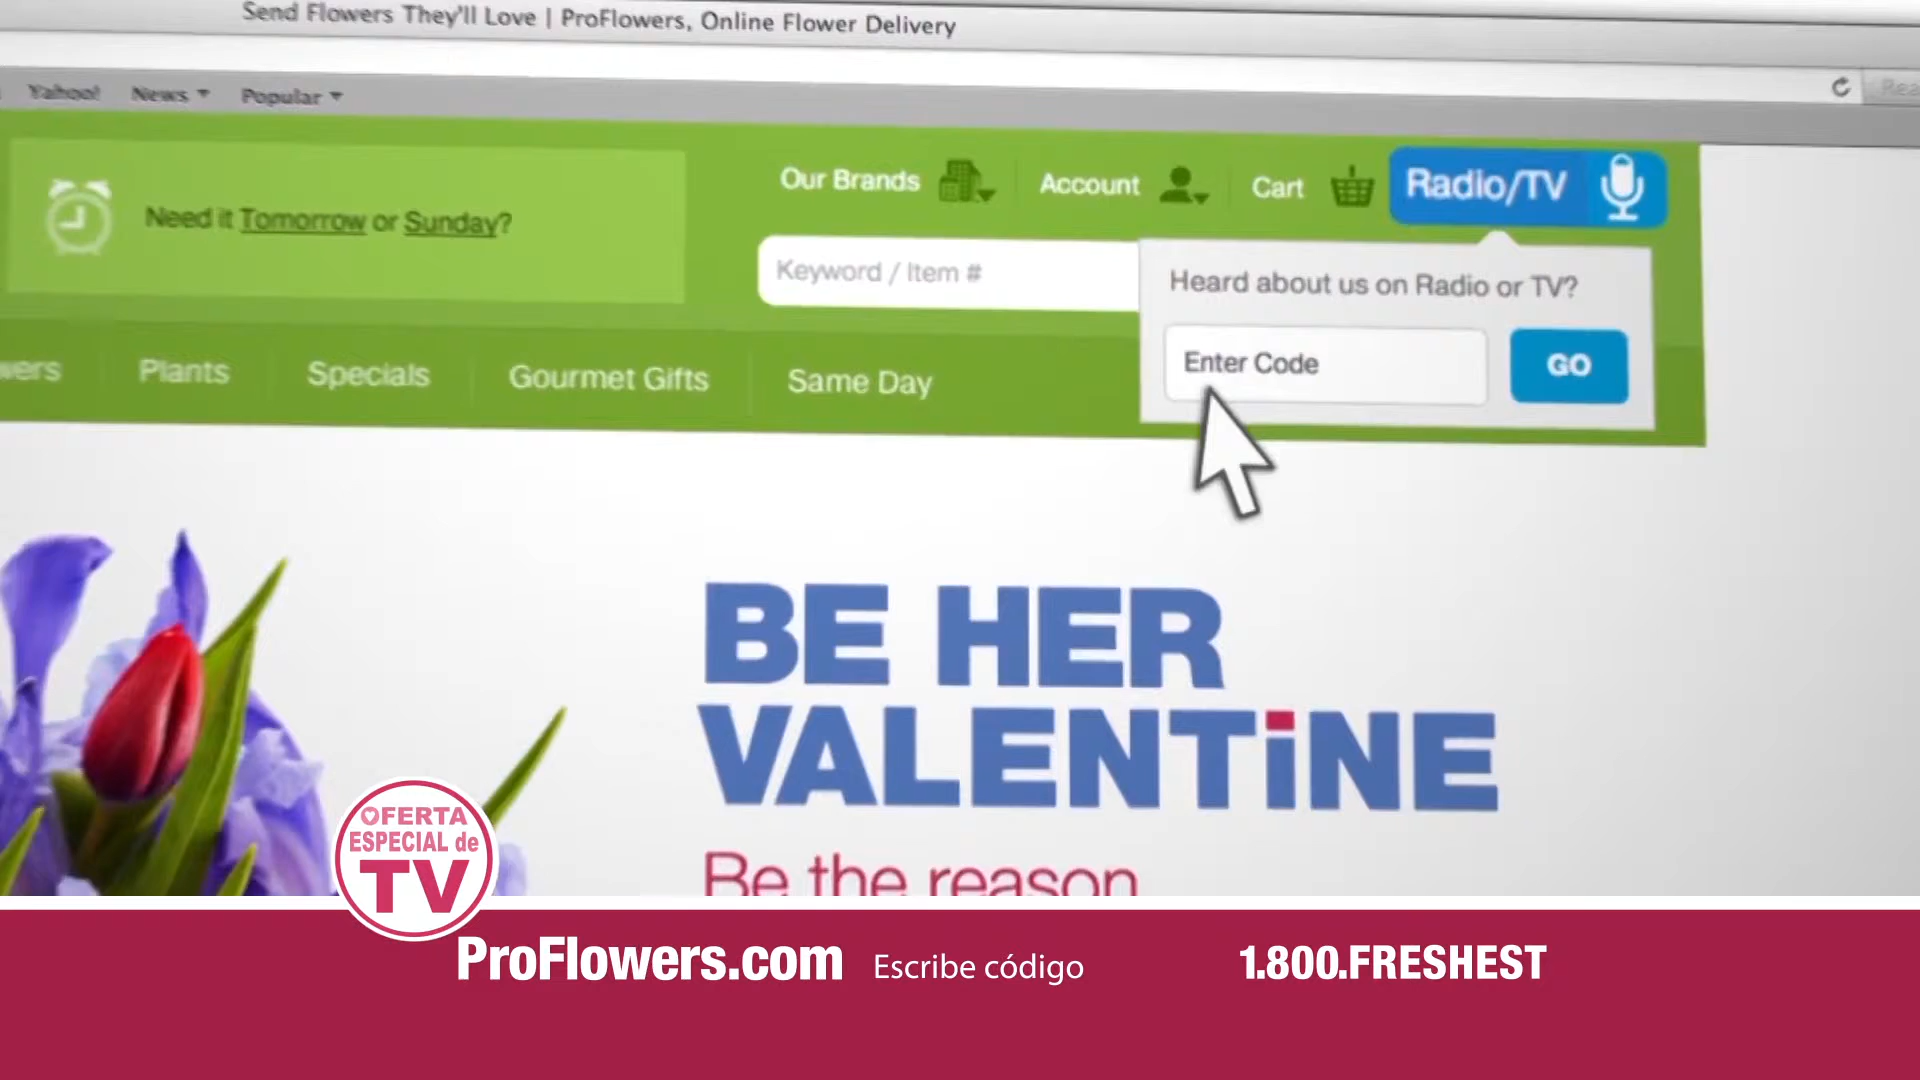 Send Flowers They'll Love | ProFlowers, Online Flower Delivery
Yahoo! News Popular
Our Brands Account Cart Radio/TV
Need it Tomorrow or Sunday?
Keyword / Item #
Heard about us on Radio or TV?
Enter Code GO
Plants Specials Gourmet Gifts Same Day
BE HER
VALENTiNE
Be the reason
OFERTA
ESPECIAL de
TV
ProFlowers.com Escribe código 1.800.FRESHEST